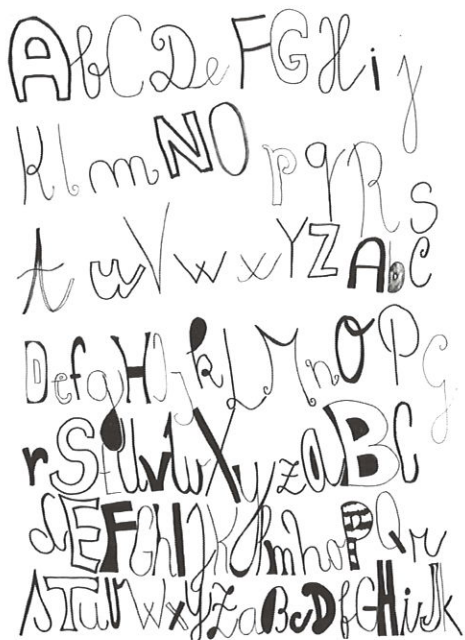 AbCDeFGHij
KlmNOpqRs
tuVwxYZAbC
DefgHIjkLMnOPq
rStUvWXyzaBC
dEFGhIJKlmnoPQr
sTuVWxyZaBcDefGHiJk